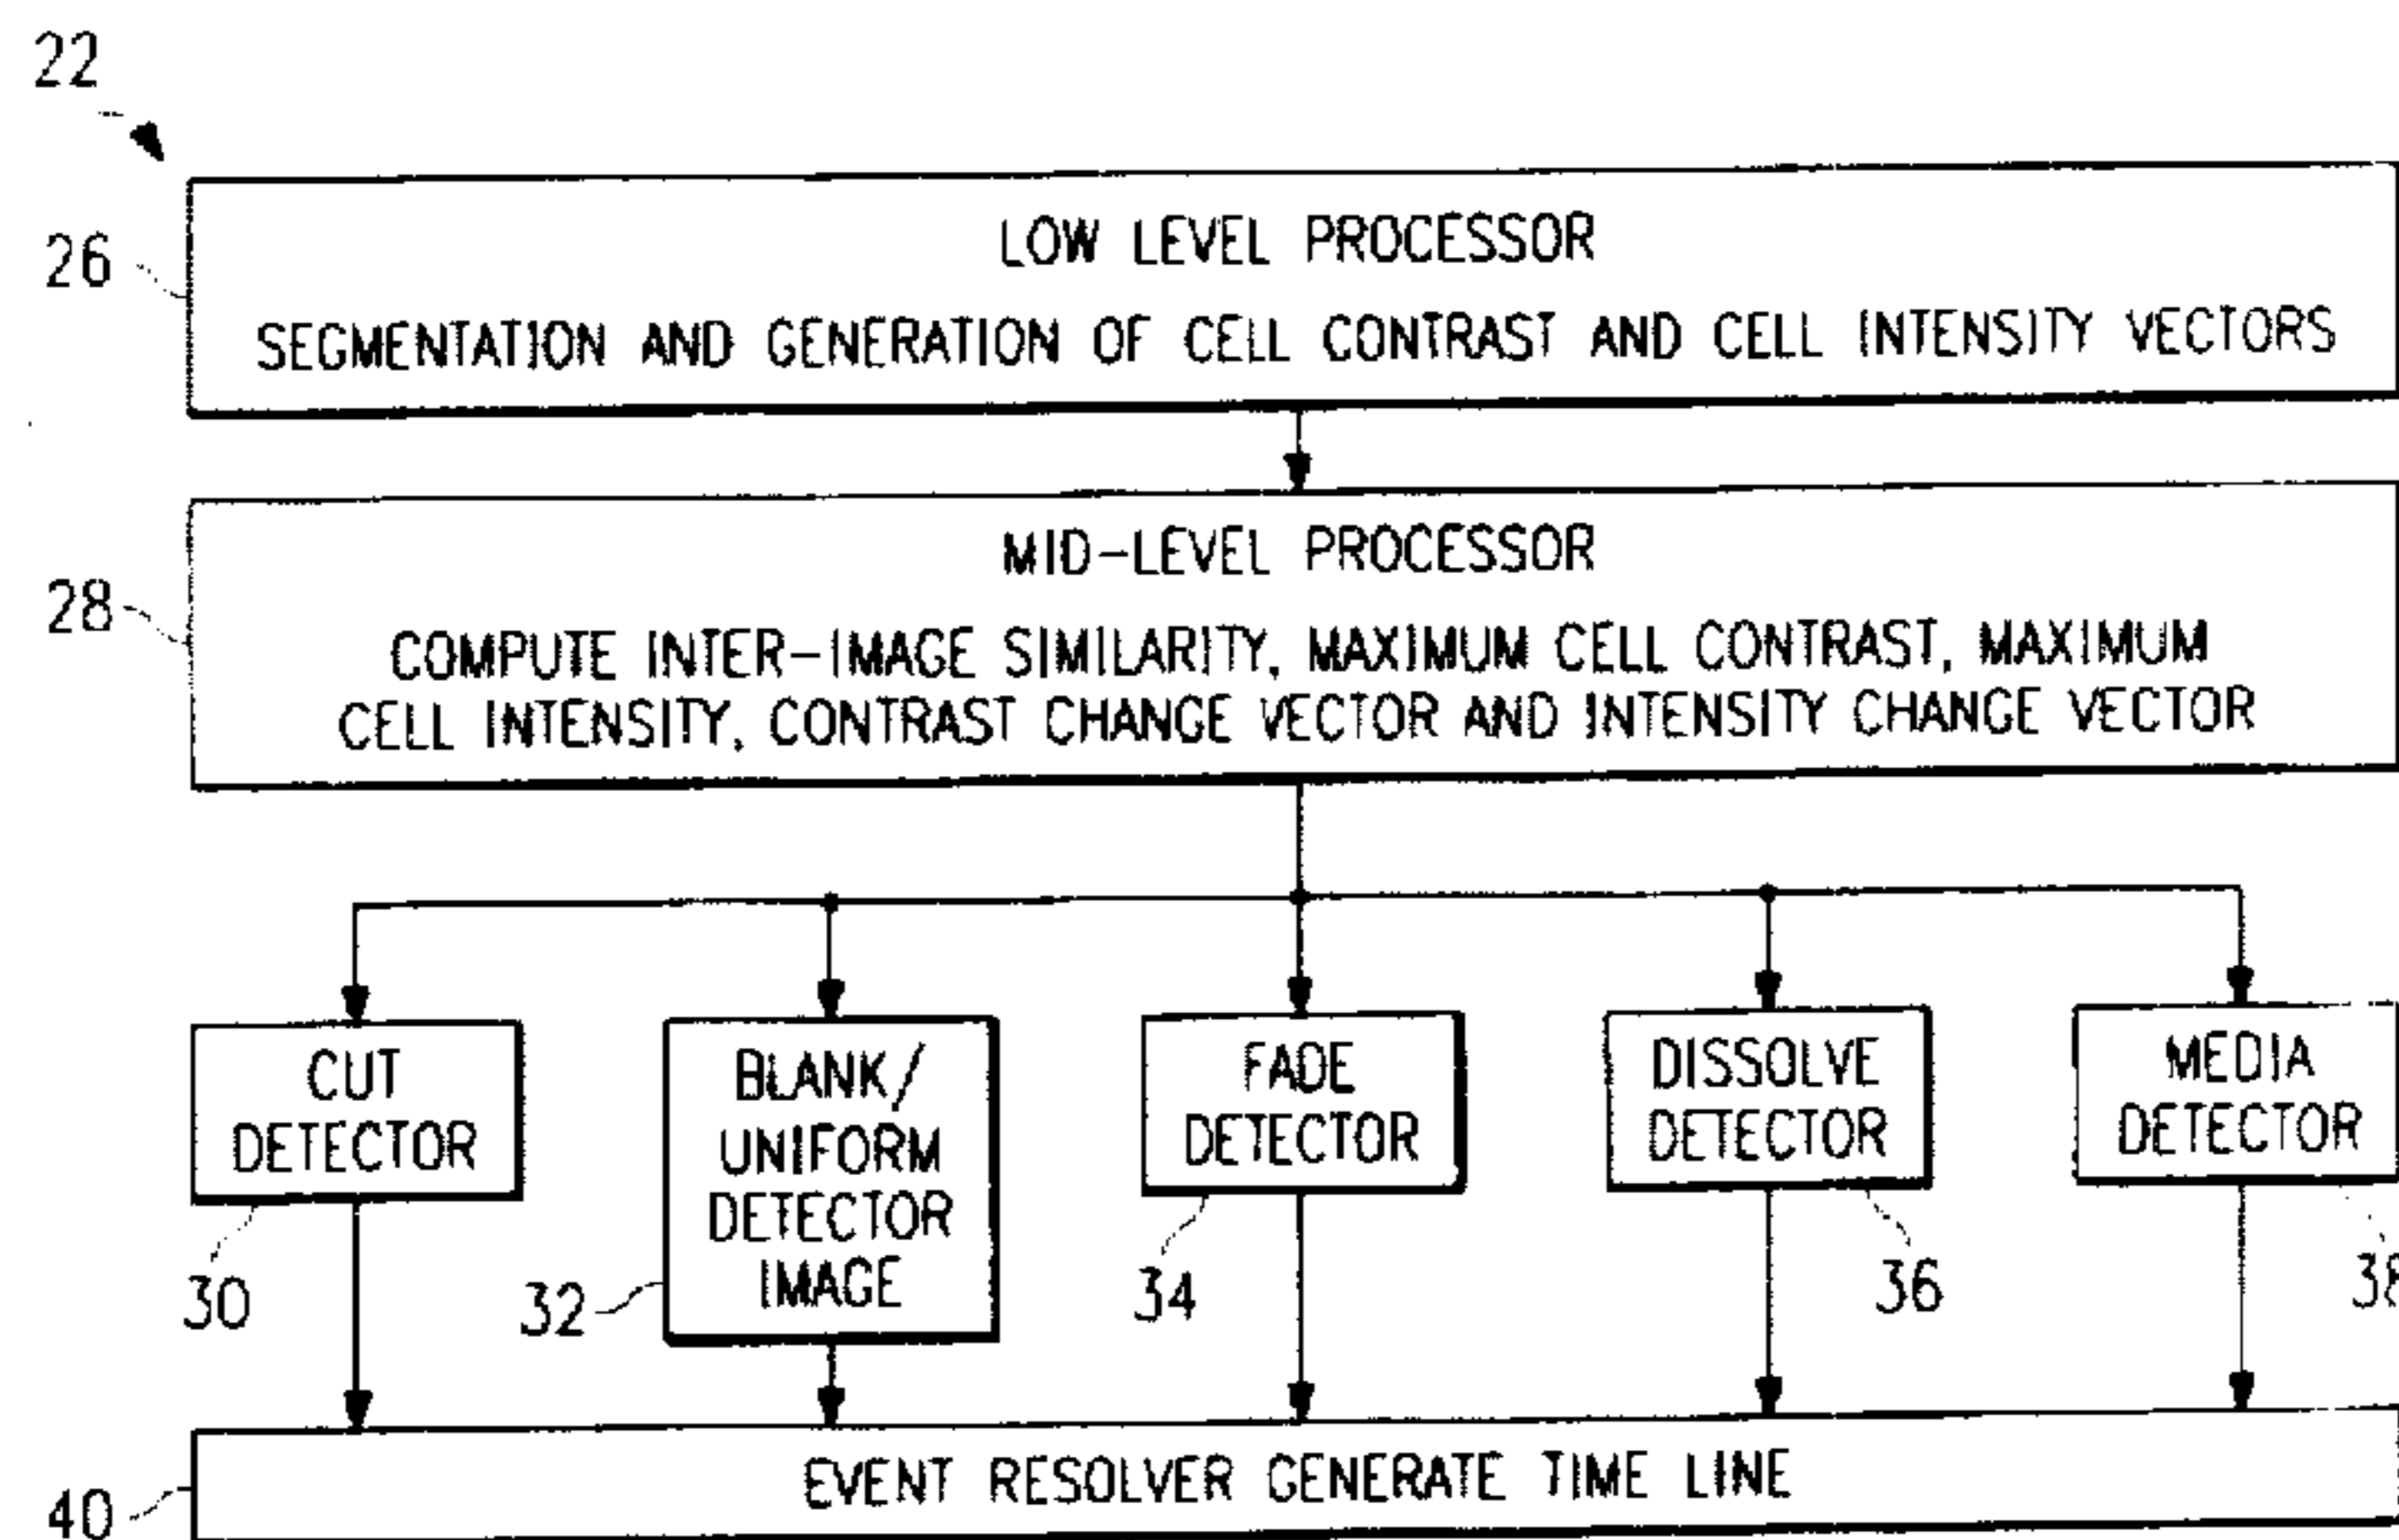 22
26
LOW LEVEL PROCESSOR
SEGMENTATION AND GENERATION OF CELL CONTRAST AND CELL INTENSITY VECTORS
28
MID-LEVEL PROCESSOR
COMPUTE INTER-IMAGE SIMILARITY, MAXIMUM CELL CONTRAST, MAXIMUM
CELL INTENSITY, CONTRAST CHANGE VECTOR AND INTENSITY CHANGE VECTOR
CUT
DETECTOR
30
BLANK/
UNIFORM
DETECTOR
IMAGE
32
FADE
DETECTOR
34
DISSOLVE
DETECTOR
36
MEDIA
DETECTOR
38
40
EVENT RESOLVER GENERATE TIME LINE